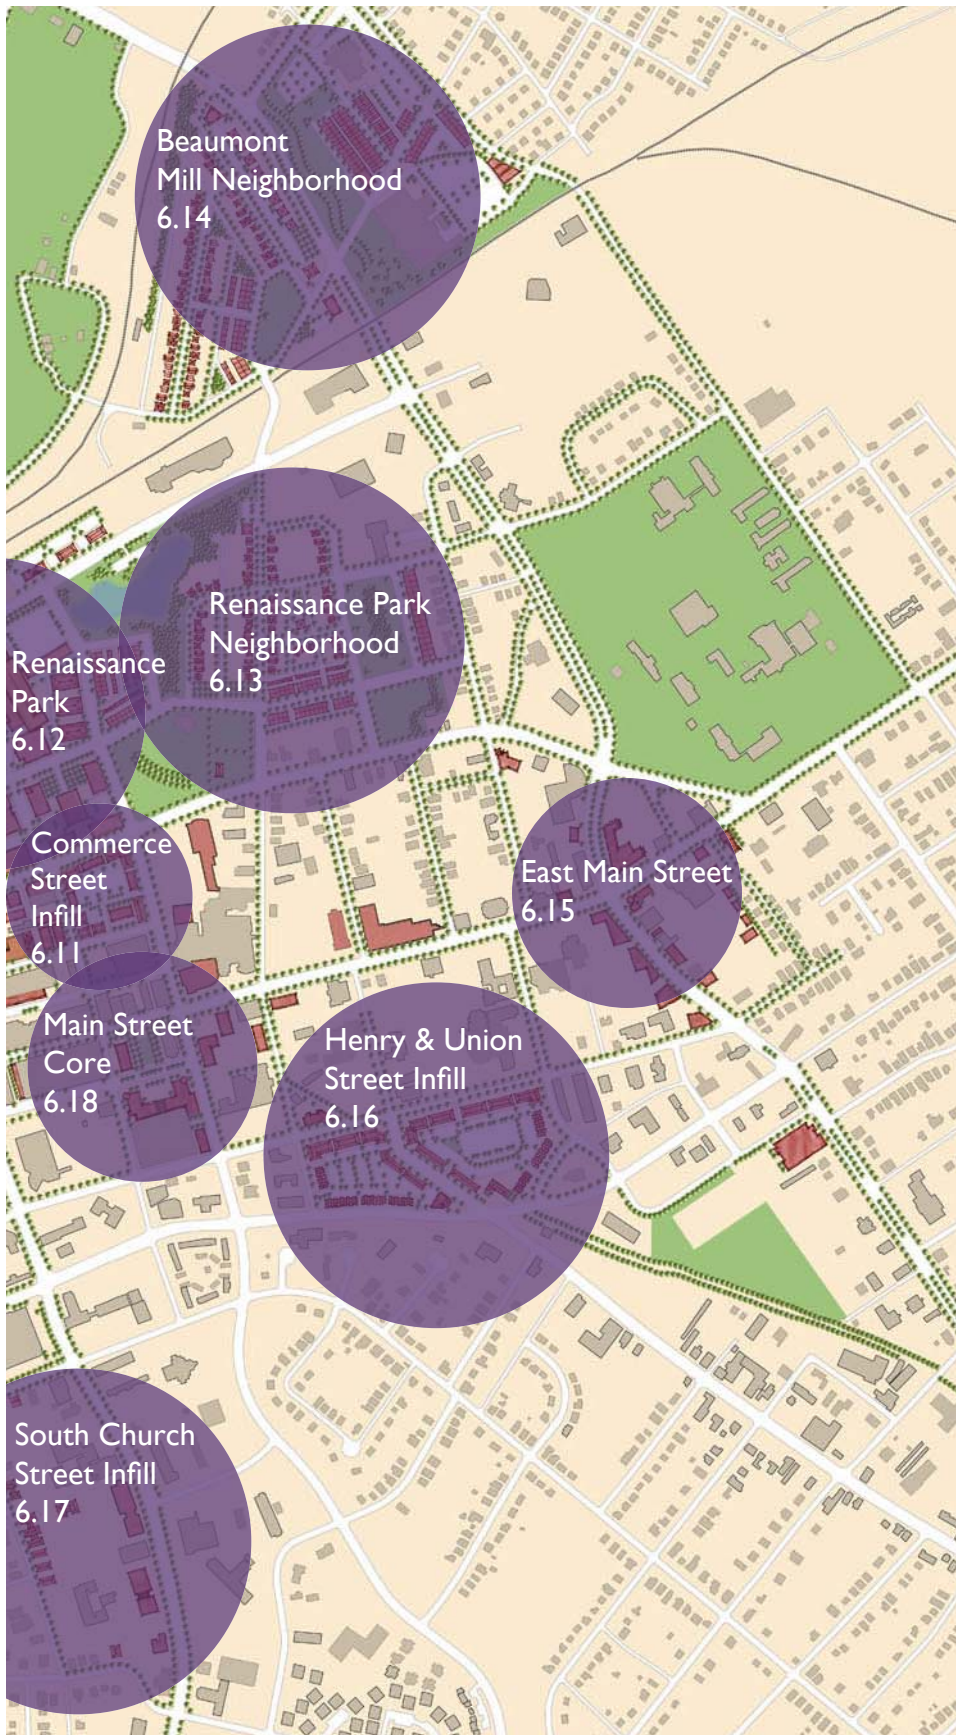 Beaumont
Mill Neighborhood
6.14
Renaissance Park
Neighborhood
6.13
Renaissance
Park
6.12
Commerce
Street
Infill
6.11
East Main Street
6.15
Main Street
Core
6.18
Henry & Union
Street Infill
6.16
South Church
Street Infill
6.17